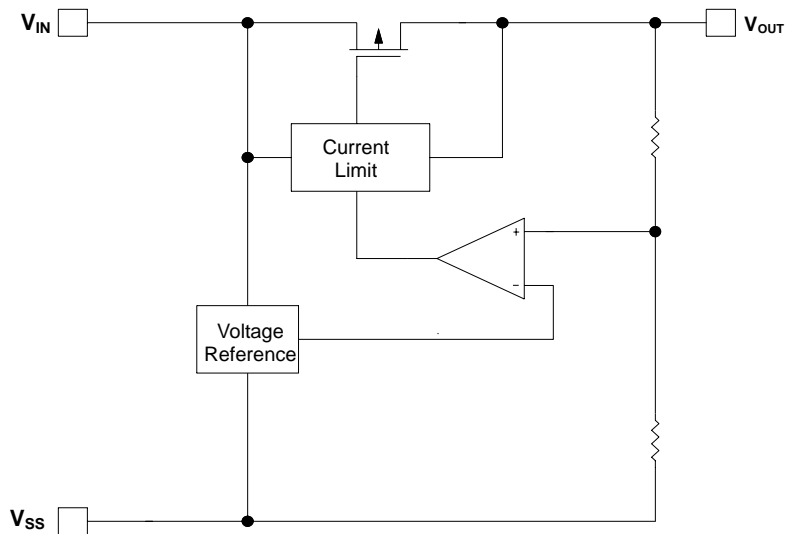 VIN
VOUT
Current
Limit
+
−
Voltage
Reference
VSS